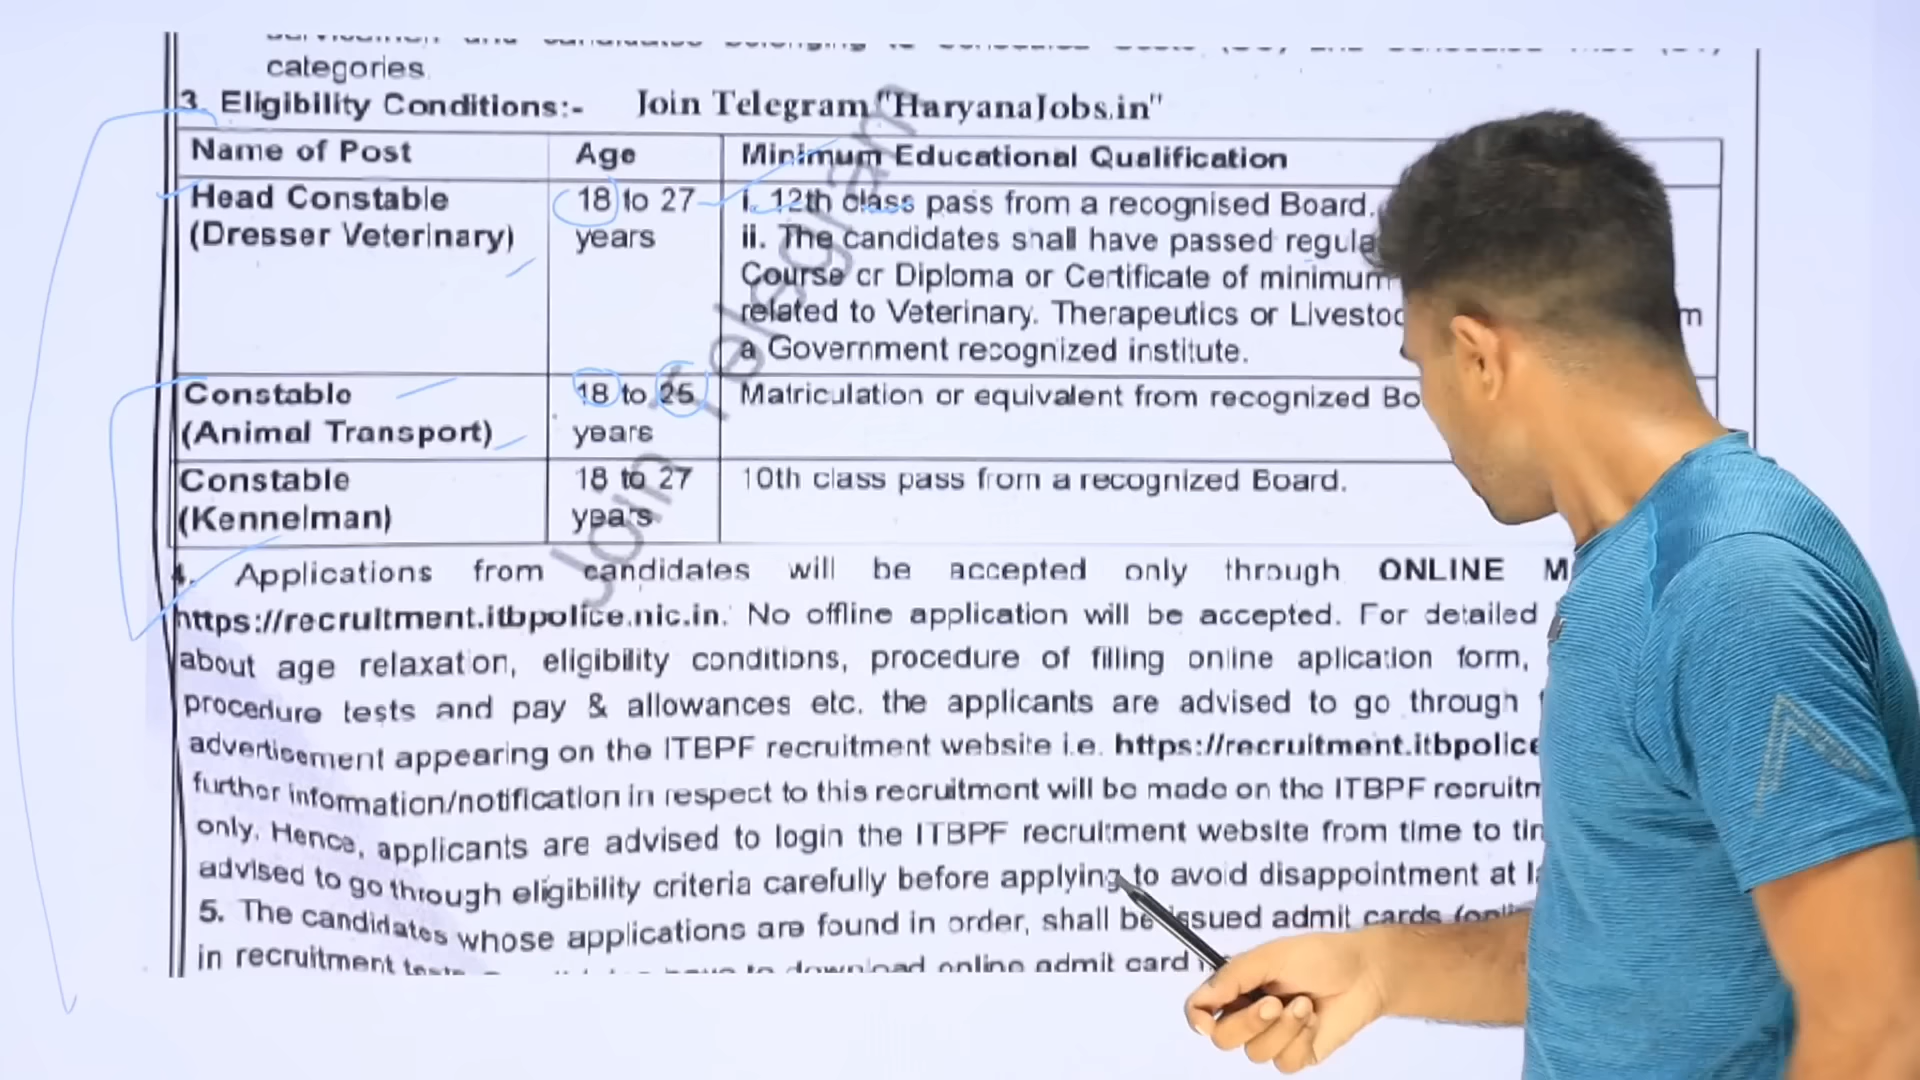 categories.
3. Eligibility Conditions:- Join Telegram "HaryanaJobs.in"
Name of Post Age Minimum Educational Qualification
Head Constable (Dresser Veterinary) 18 to 27 years i. 12th class pass from a recognised Board.
ii. The candidates shall have passed regular
Course or Diploma or Certificate of minimum
related to Veterinary. Therapeutics or
a Government recognized institute.
Constable (Animal Transport) 18 to 25 years Matriculation or equivalent from recognized
Constable (Kennelman) 18 to 27 years 10th class pass from a recognized Board.
4. Applications from candidates will be accepted only through ONLINE
https://recruitment.itbpolice.nic.in. No offline application will be accepted. For detailed
about age relaxation, eligibility conditions, procedure of filling online aplication form,
procedure tests and pay & allowances etc. the applicants are advised to go through
advertisement appearing on the ITBPF recruitment website i.e. https://recruitment.itbpolice
further information/notification in respect to this recruitment will be made on the ITBPF
only. Hence, applicants are advised to login the ITBPF recruitment website from time to
advised to go through eligibility criteria carefully before applying to avoid disappointment at
5. The candidates whose applications are found in order, shall be issued admit cards
in recruitment download online admit card
Join Telegram